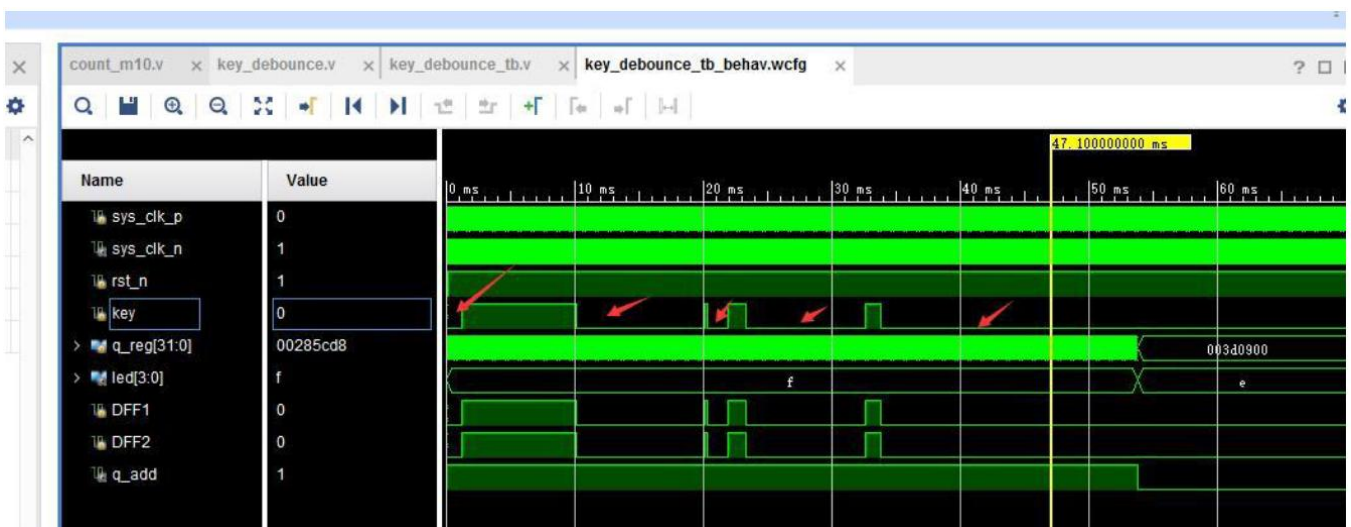 count_m10.v × key_debounce.v × key_debounce_tb.v × key_debounce_tb_behav.wcfg ×
47.100000000 ms
Name Value
0 ms 10 ms 20 ms 30 ms 40 ms 50 ms 60 ms
sys_clk_p 0
sys_clk_n 1
rst_n 1
key 0
q_reg[31:0] 00285cd8 003d0900
led[3:0] f f e
DFF1 0
DFF2 0
q_add 1